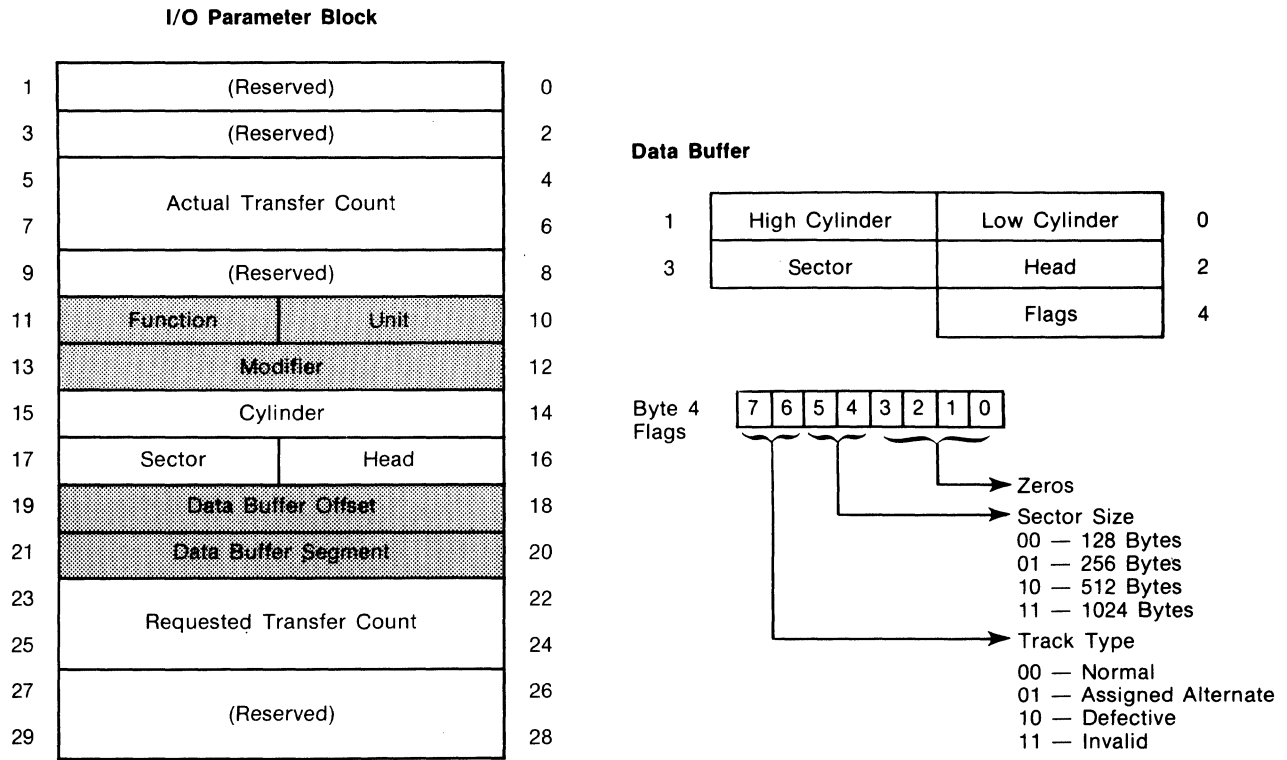 I/O Parameter Block
1 (Reserved) 0
3 (Reserved) 2
5 4
Actual Transfer Count
7 6
9 (Reserved) 8
11 Function Unit 10
13 Modifier 12
15 Cylinder 14
17 Sector Head 16
19 Data Buffer Offset 18
21 Data Buffer Segment 20
23 22
Requested Transfer Count
25 24
27 26
(Reserved)
29 28
Data Buffer
1 High Cylinder Low Cylinder 0
3 Sector Head 2
Flags 4
Byte 4 7 6 5 4 3 2 1 0
Flags
Zeros
Sector Size
00 — 128 Bytes
01 — 256 Bytes
10 — 512 Bytes
11 — 1024 Bytes
Track Type
00 — Normal
01 — Assigned Alternate
10 — Defective
11 — Invalid